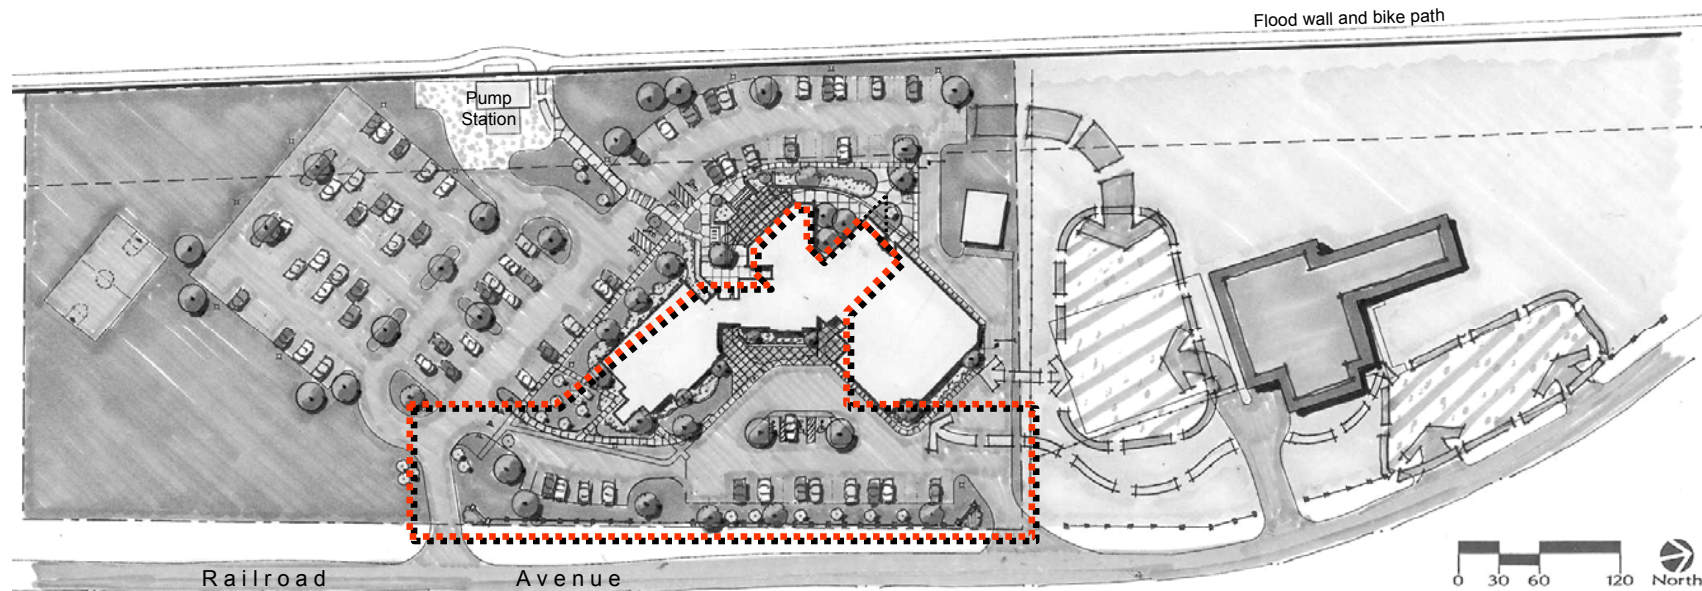 Flood wall and bike path
Pump
Station
Railroad Avenue
0 30 60 120 North